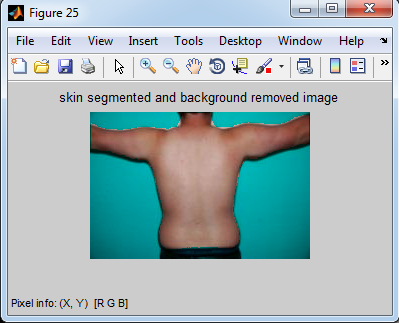 Figure 25
File Edit View Insert Tools Desktop Window Help
skin segmented and background removed image
Pixel info: (X, Y) [R G B]